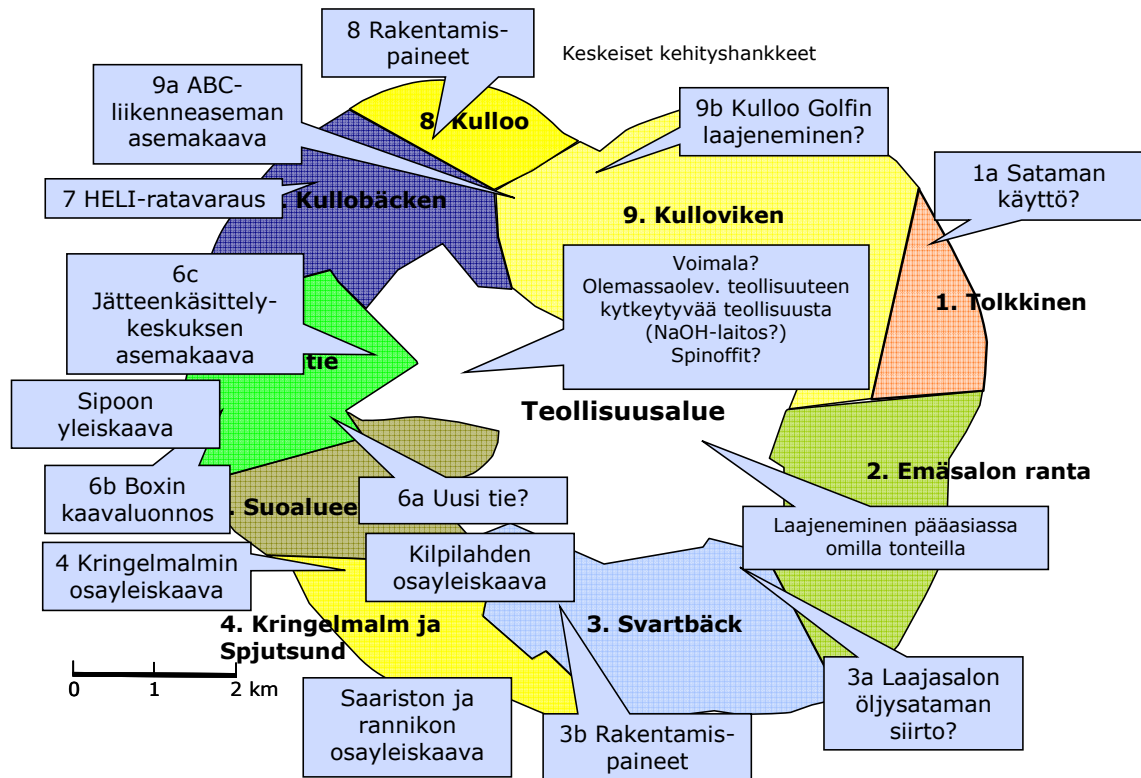 8 Rakentamis-
paineet
Keskeiset kehityshankkeet
9a ABC-
liikenneaseman
asemakaava
9b Kulloo Golfin
laajeneminen?
8. Kulloo
1a Sataman
käyttö?
7 HELI-ratavaraus
. Kullobäcken
9. Kulloviken
6c
Jätteenkäsittely-
keskuksen
asemakaava
Voimala?
Olemassaolev. teollisuuteen
kytkeytyvää teollisuutta
(NaOH-laitos?)
Spinoffit?
1. Tolkkinen
tie
Sipoon
yleiskaava
Teollisuusalue
6b Boxin
kaavaluonnos
. Suoaluee
6a Uusi tie?
2. Emäsalon ranta
Laajeneminen pääasiassa
omilla tonteilla
4 Kringelmalmin
osayleiskaava
Kilpilahden
osayleiskaava
4. Kringelmalm ja
Spjutsund
3. Svartbäck
0 1 2 km
Saariston ja
rannikon
osayleiskaava
3b Rakentamis-
paineet
3a Laajasalon
öljysataman
siirto?